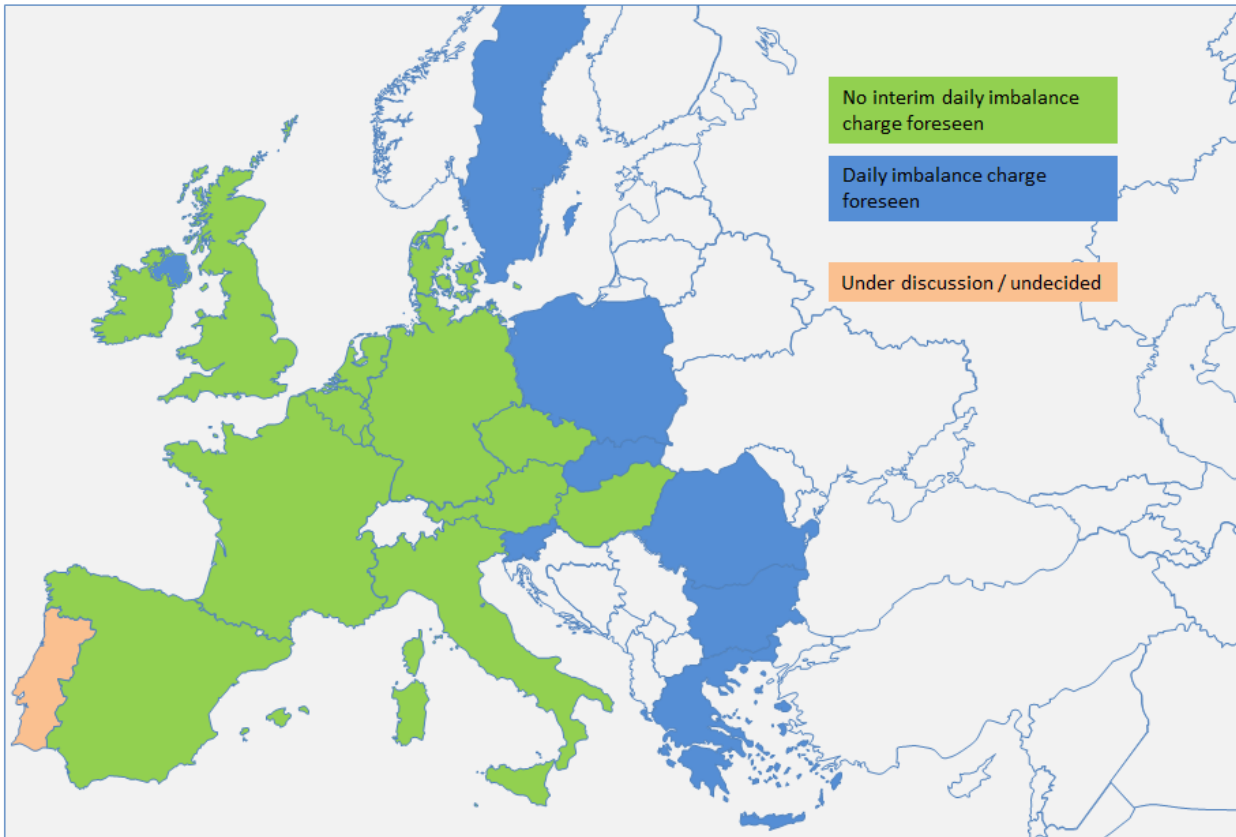 No interim daily imbalance
charge foreseen
Daily imbalance charge
foreseen
Under discussion / undecided